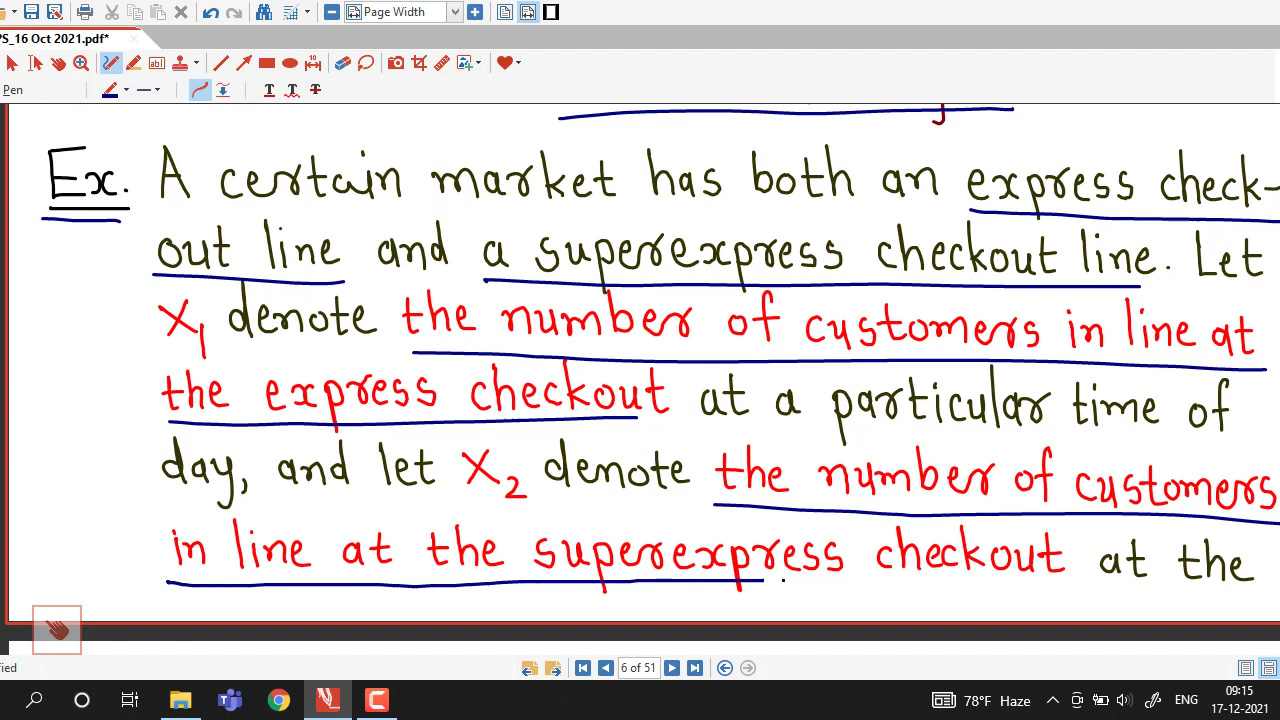 Page Width
PS_16 Oct 2021.pdf*
10
Pen
T T T
Ex. A certain market has both an express check-
out line and a superexpress checkout line. Let
X1 denote the number of customers in line at
the express checkout at a particular time of
day, and let X2 denote the number of customers
in line at the superexpress checkout at the
6 of 51
fied
78°F Haze ENG 09:15
17-12-2021